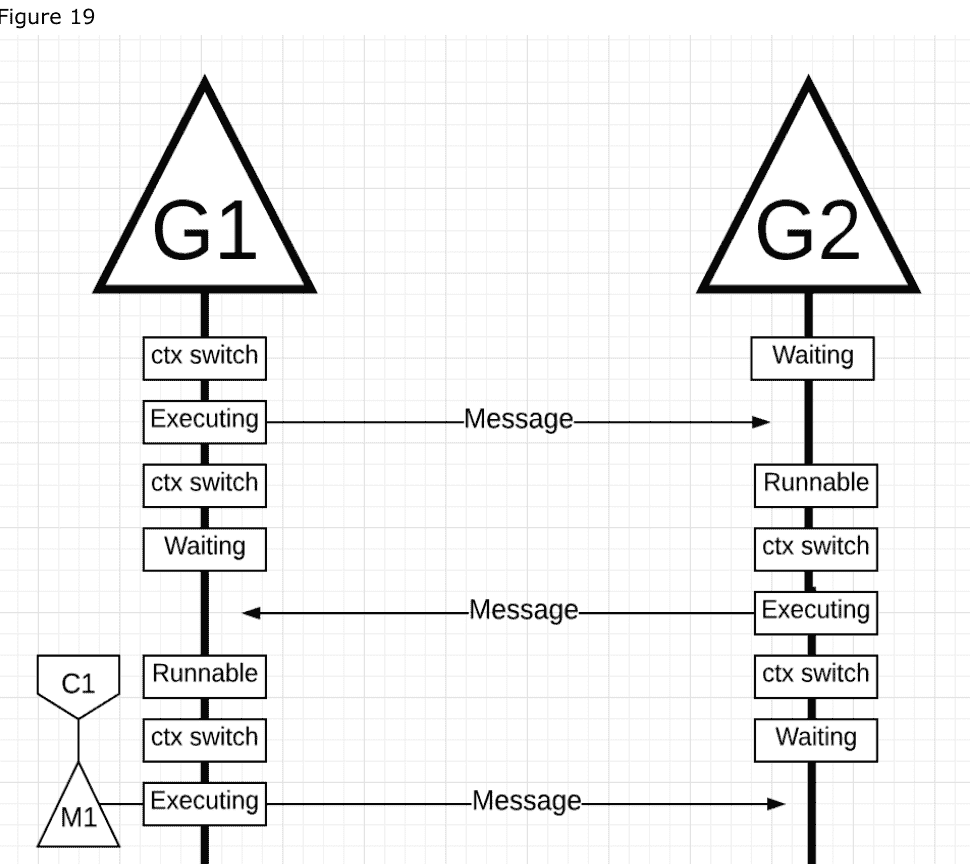 Figure 19
G1
G2
ctx switch
Waiting
Executing
Message
ctx switch
Runnable
Waiting
ctx switch
Message
Executing
C1
Runnable
ctx switch
ctx switch
Waiting
M1
Executing
Message